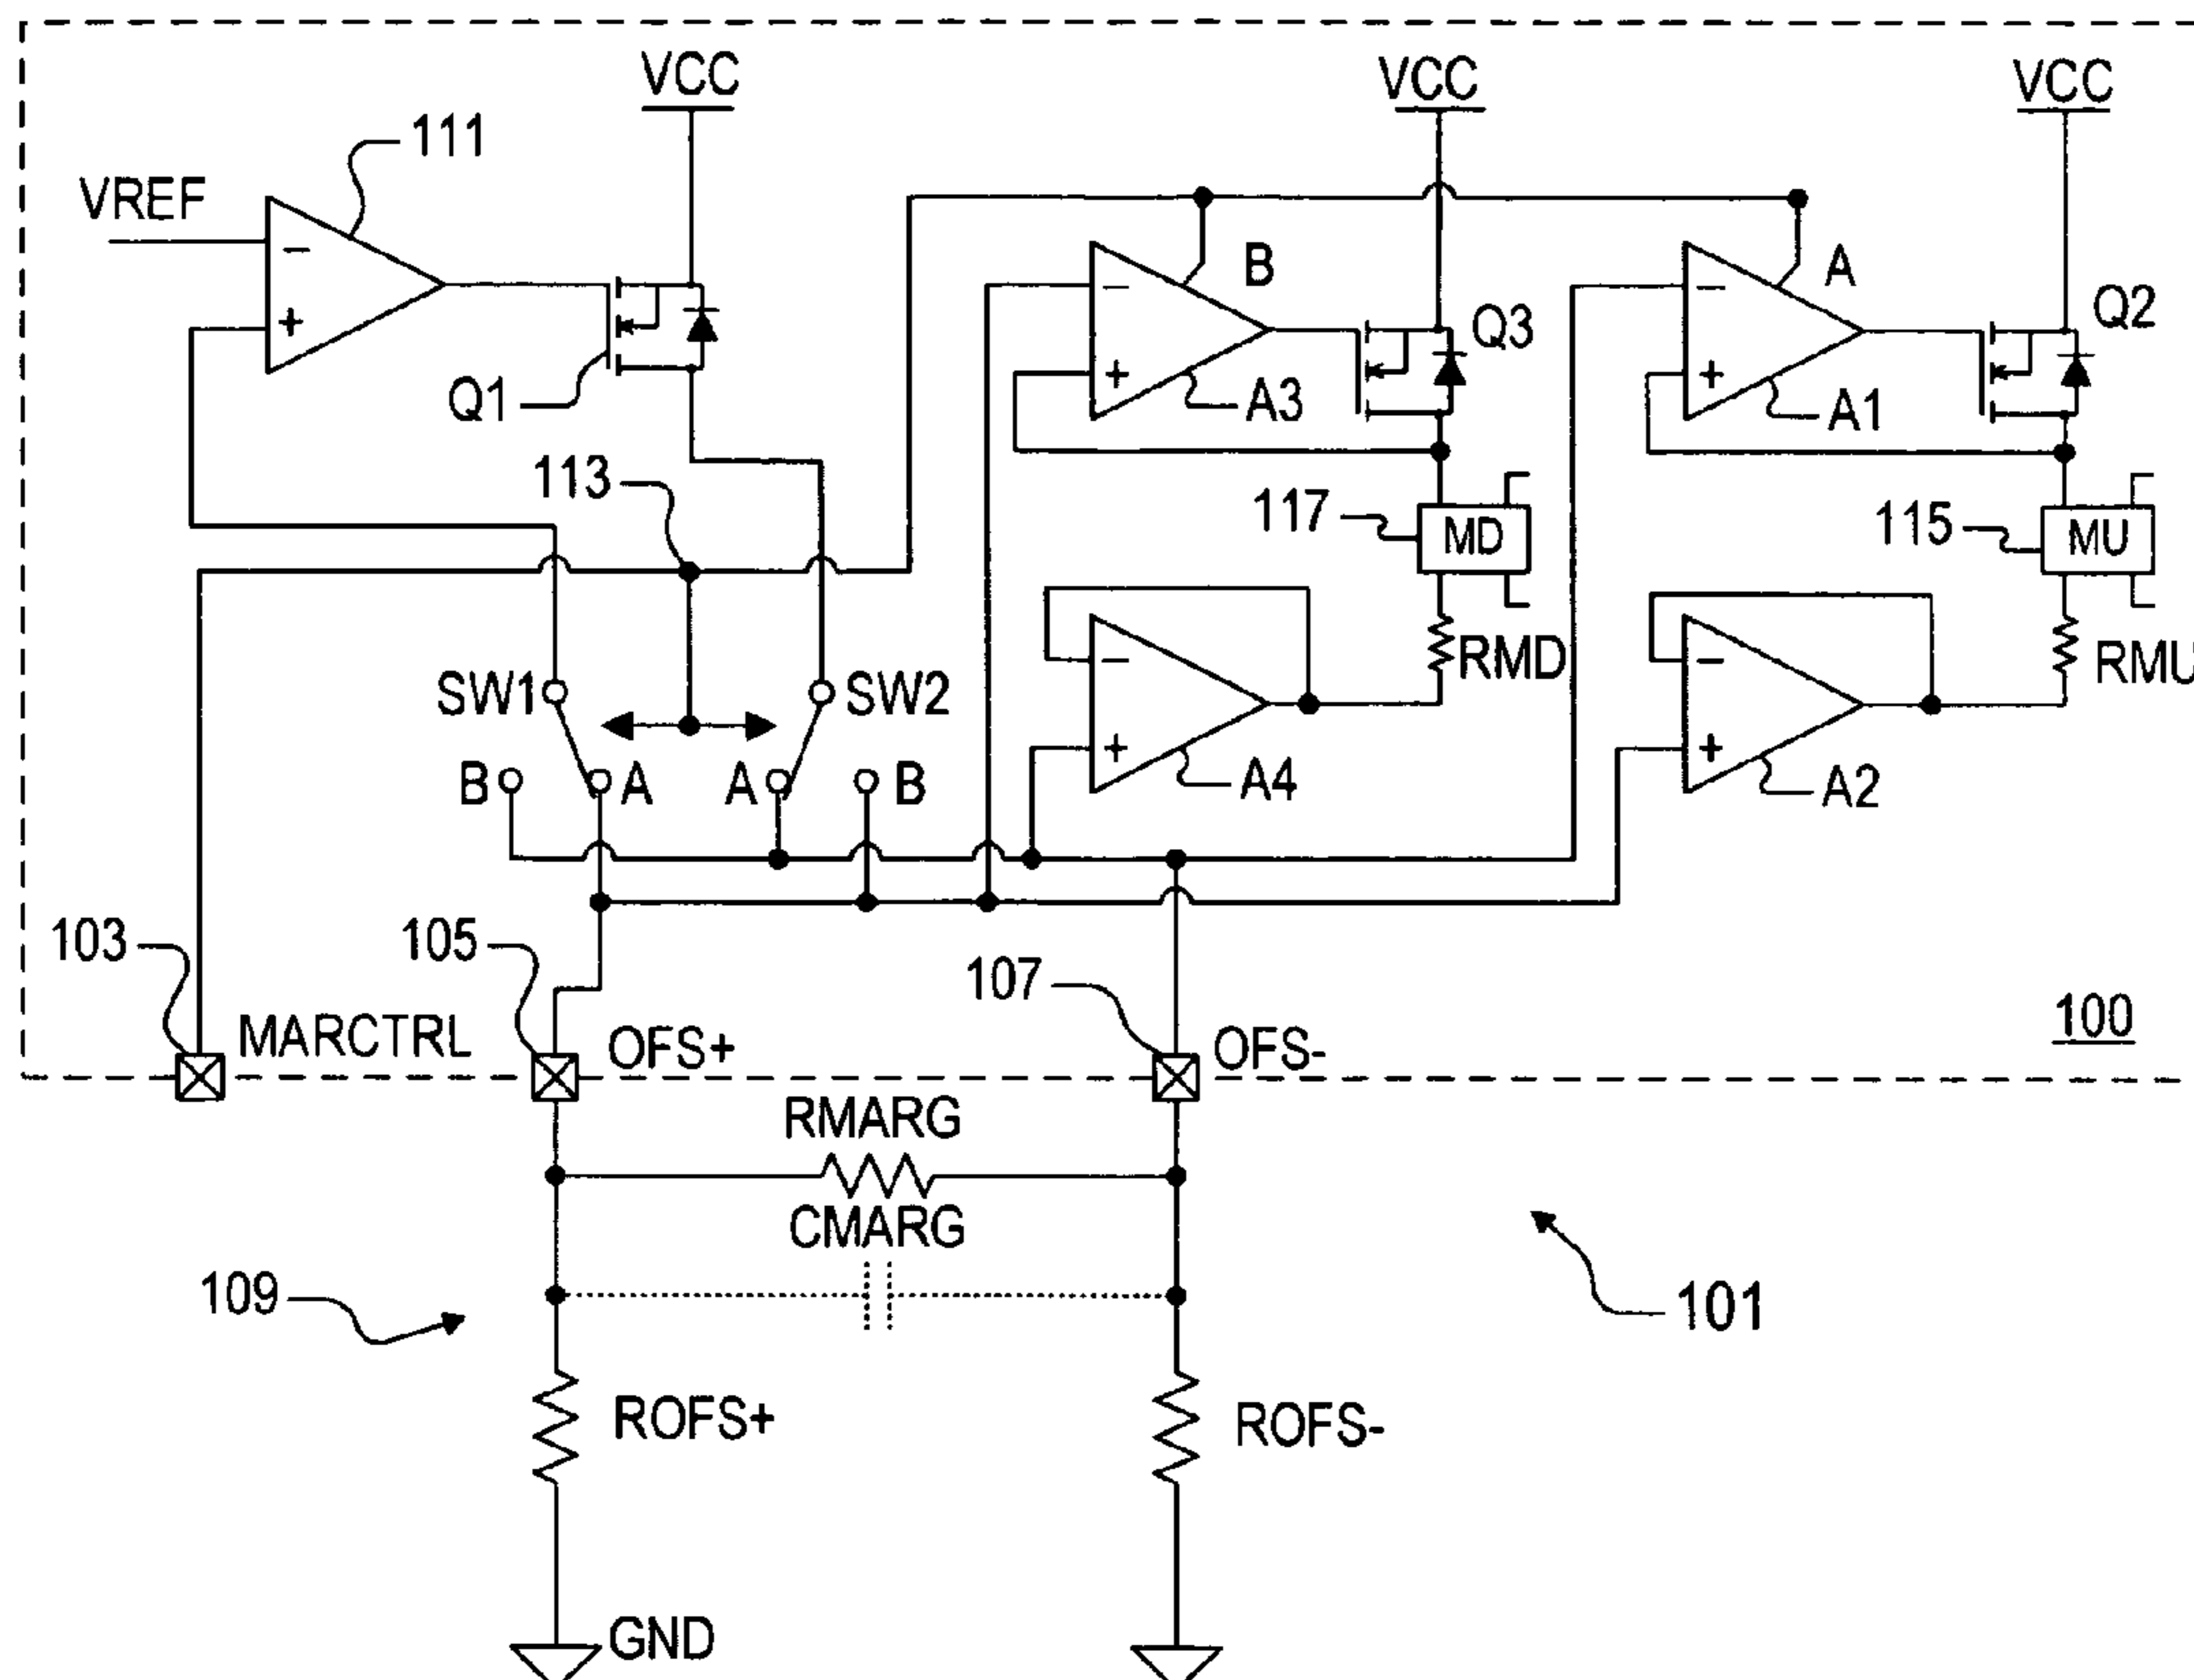 VCC
VCC
VCC
111
VREF
−
+
Q1
B
−
+
A3
Q3
A
−
+
A1
Q2
113
117
MD
115
MU
SW1
SW2
RMD
RMU
−
+
A4
−
+
A2
B
A
A
B
103
105
107
100
MARCTRL
OFS+
OFS-
RMARG
CMARG
109
101
ROFS+
ROFS-
GND